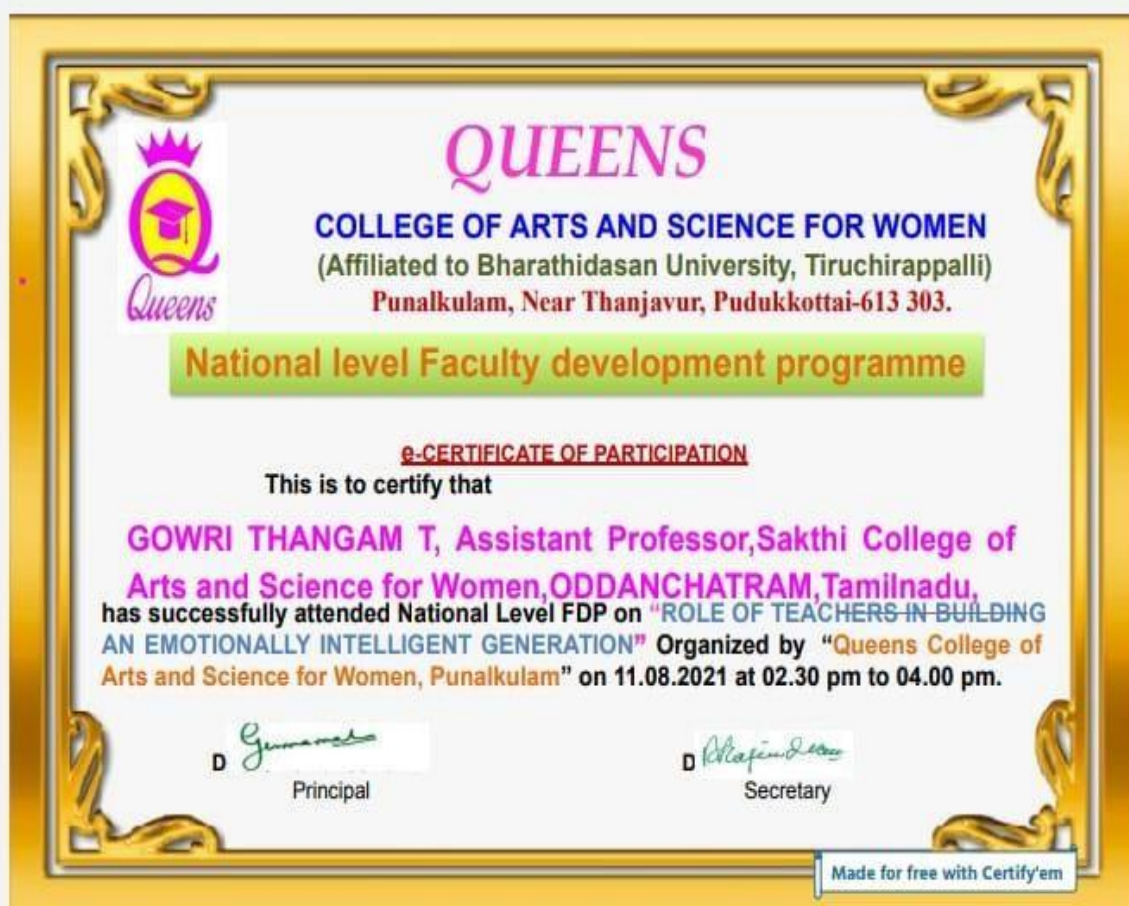 QUEENS
COLLEGE OF ARTS AND SCIENCE FOR WOMEN
(Affiliated to Bharathidasan University, Tiruchirappalli)
Punalkulam, Near Thanjavur, Pudukkottai-613 303.
Queens
National level Faculty development programme
e-CERTIFICATE OF PARTICIPATION
This is to certify that
GOWRI THANGAM T, Assistant Professor,Sakthi College of
Arts and Science for Women,ODDANCHATRAM,Tamilnadu,
has successfully attended National Level FDP on "ROLE OF TEACHERS IN BUILDING
AN EMOTIONALLY INTELLIGENT GENERATION" Organized by "Queens College of
Arts and Science for Women, Punalkulam" on 11.08.2021 at 02.30 pm to 04.00 pm.
D
Principal
D
Secretary
Made for free with Certify'em